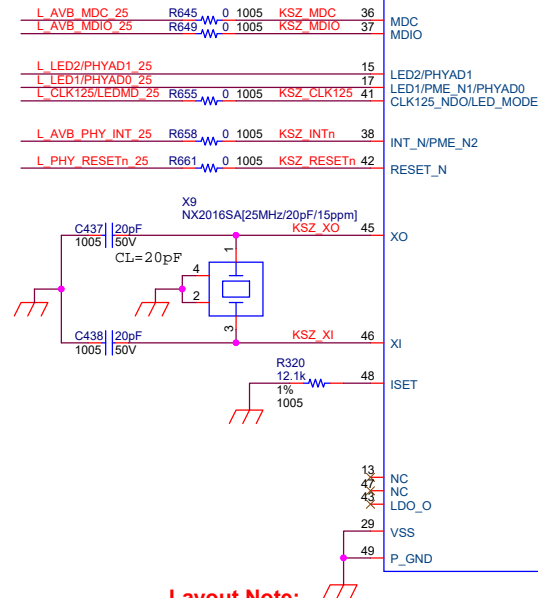 L_AVB_MDC_25 R645 0 1005 KSZ_MDC 36 MDC
L_AVB_MDIO_25 R649 0 1005 KSZ_MDIO 37 MDIO
L_LED2/PHYAD1_25 15 LED2/PHYAD1
L_LED1/PHYAD0_25 17 LED1/PME_N1/PHYAD0
L_CLK125/LEDMD_25 R655 0 1005 KSZ_CLK125 41 CLK125_NDO/LED_MODE
L_AVB_PHY_INT_25 R658 0 1005 KSZ_INTn 38 INT_N/PME_N2
L_PHY_RESETn_25 R661 0 1005 KSZ_RESETn 42 RESET_N
X9
NX2016SA[25MHz/20pF/15ppm]
C437 20pF KSZ_XO 45 XO
1005 50V
CL=20pF
1
4
2
3
C438 20pF KSZ_XI 46 XI
1005 50V
R320
12.1k 48 ISET
1%
1005
13 NC
47 NC
43 LDO_O
29 VSS
49 P_GND
Layout Note: